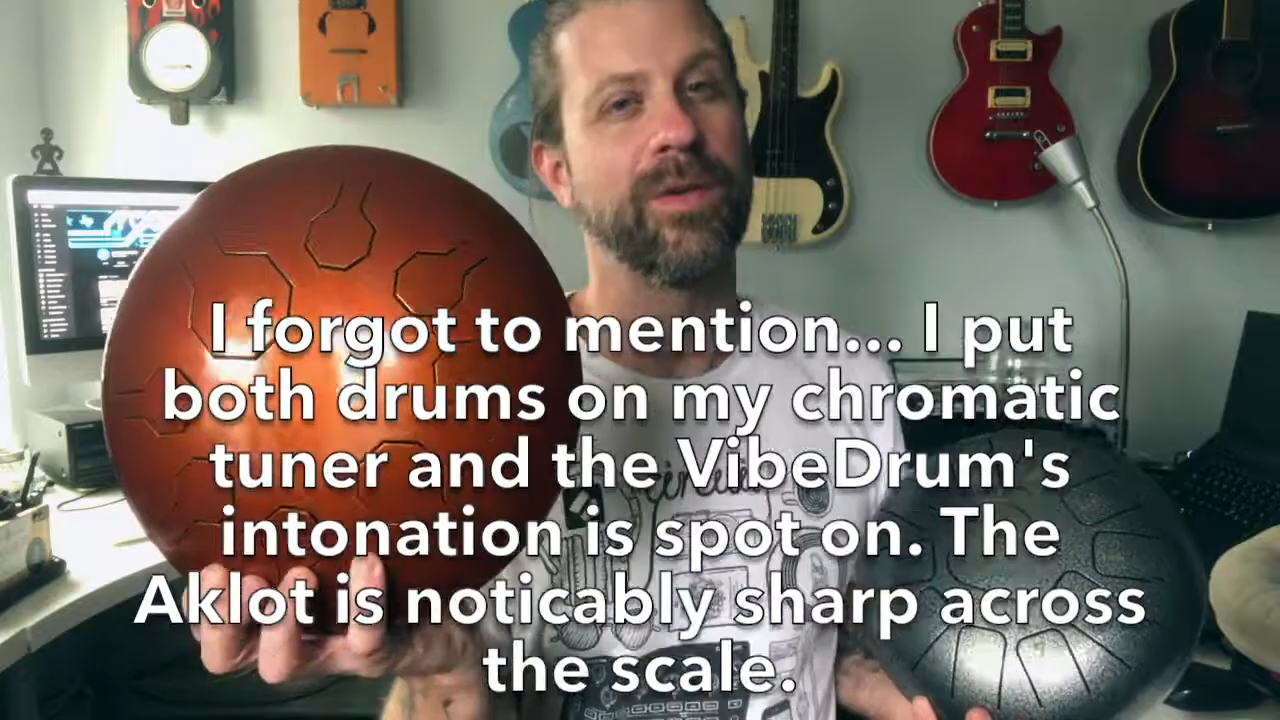 I forgot to mention... I put
both drums on my chromatic
tuner and the VibeDrum's
intonation is spot on. The
Aklot is noticably sharp across
the scale.